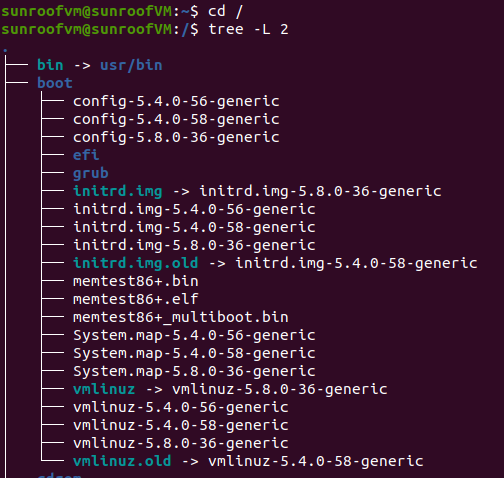 sunroofvm@sunroofVM:~$ cd /
sunroofvm@sunroofVM:/$ tree -L 2
.
├── bin -> usr/bin
├── boot
│   ├── config-5.4.0-56-generic
│   ├── config-5.4.0-58-generic
│   ├── config-5.8.0-36-generic
│   ├── efi
│   ├── grub
│   ├── initrd.img -> initrd.img-5.8.0-36-generic
│   ├── initrd.img-5.4.0-56-generic
│   ├── initrd.img-5.4.0-58-generic
│   ├── initrd.img-5.8.0-36-generic
│   ├── initrd.img.old -> initrd.img-5.4.0-58-generic
│   ├── memtest86+.bin
│   ├── memtest86+.elf
│   ├── memtest86+_multiboot.bin
│   ├── System.map-5.4.0-56-generic
│   ├── System.map-5.4.0-58-generic
│   ├── System.map-5.8.0-36-generic
│   ├── vmlinuz -> vmlinuz-5.8.0-36-generic
│   ├── vmlinuz-5.4.0-56-generic
│   ├── vmlinuz-5.4.0-58-generic
│   ├── vmlinuz-5.8.0-36-generic
│   └── vmlinuz.old -> vmlinuz-5.4.0-58-generic